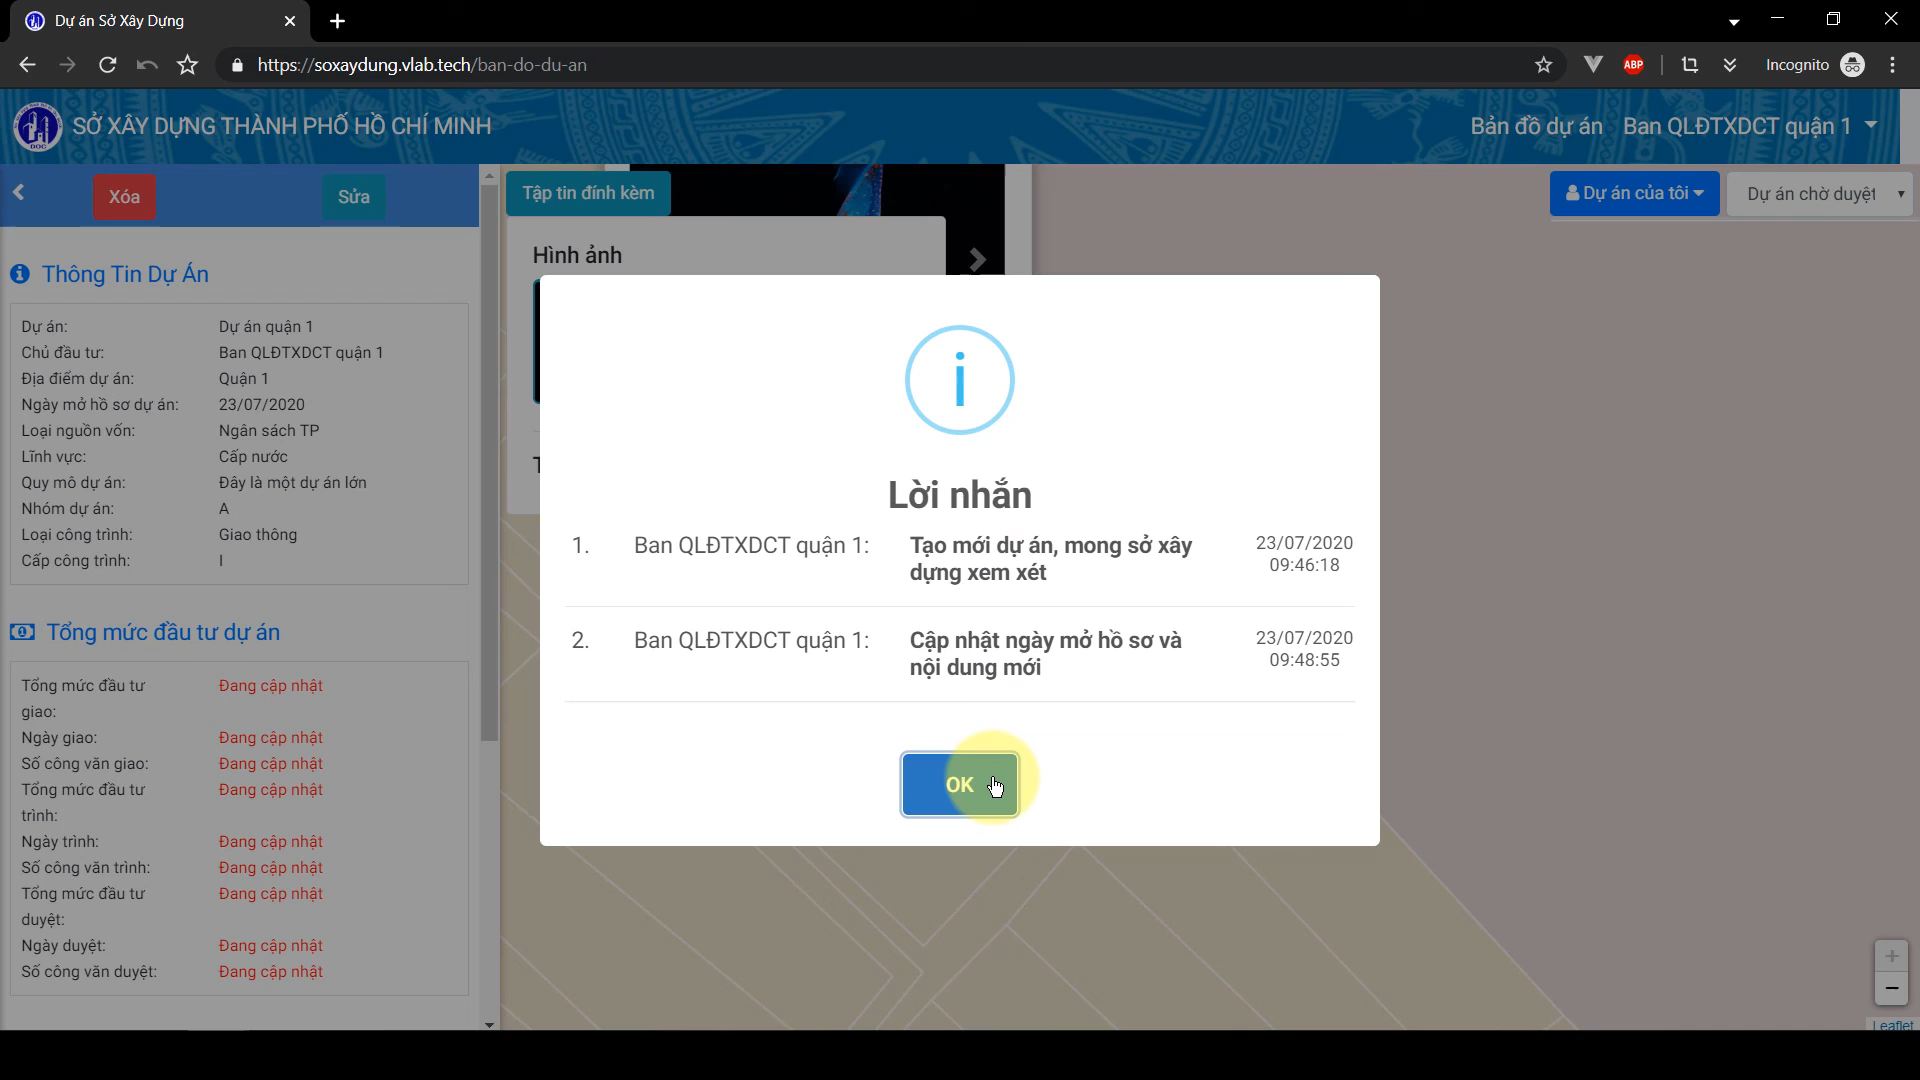 Dự án Sở Xây Dựng
https://soxaydung.vlab.tech/ban-do-du-an
ABP
Incognito
SỞ XÂY DỰNG THÀNH PHỐ HỒ CHÍ MINH
Bản đồ dự án Ban QLĐTXDCT quận 1
Xóa
Sửa
Tập tin đính kèm
Dự án của tôi
Dự án chờ duyệt
Hình ảnh
Thông Tin Dự Án
Dự án: Dự án quận 1
Chủ đầu tư: Ban QLĐTXDCT quận 1
Địa điểm dự án: Quận 1
Ngày mở hồ sơ dự án: 23/07/2020
Loại nguồn vốn: Ngân sách TP
Lĩnh vực: Cấp nước
Quy mô dự án: Đây là một dự án lớn
Nhóm dự án: A
Loại công trình: Giao thông
Cấp công trình: I
Tổng mức đầu tư dự án
Tổng mức đầu tư Đang cập nhật
giao:
Ngày giao: Đang cập nhật
Số công văn giao: Đang cập nhật
Tổng mức đầu tư Đang cập nhật
trình:
Ngày trình: Đang cập nhật
Số công văn trình: Đang cập nhật
Tổng mức đầu tư Đang cập nhật
duyệt:
Ngày duyệt: Đang cập nhật
Số công văn duyệt: Đang cập nhật
Lời nhắn
1. Ban QLĐTXDCT quận 1: Tạo mới dự án, mong sở xây 23/07/2020
dựng xem xét 09:46:18
2. Ban QLĐTXDCT quận 1: Cập nhật ngày mở hồ sơ và 23/07/2020
nội dung mới 09:48:55
OK
+
−
Leaflet